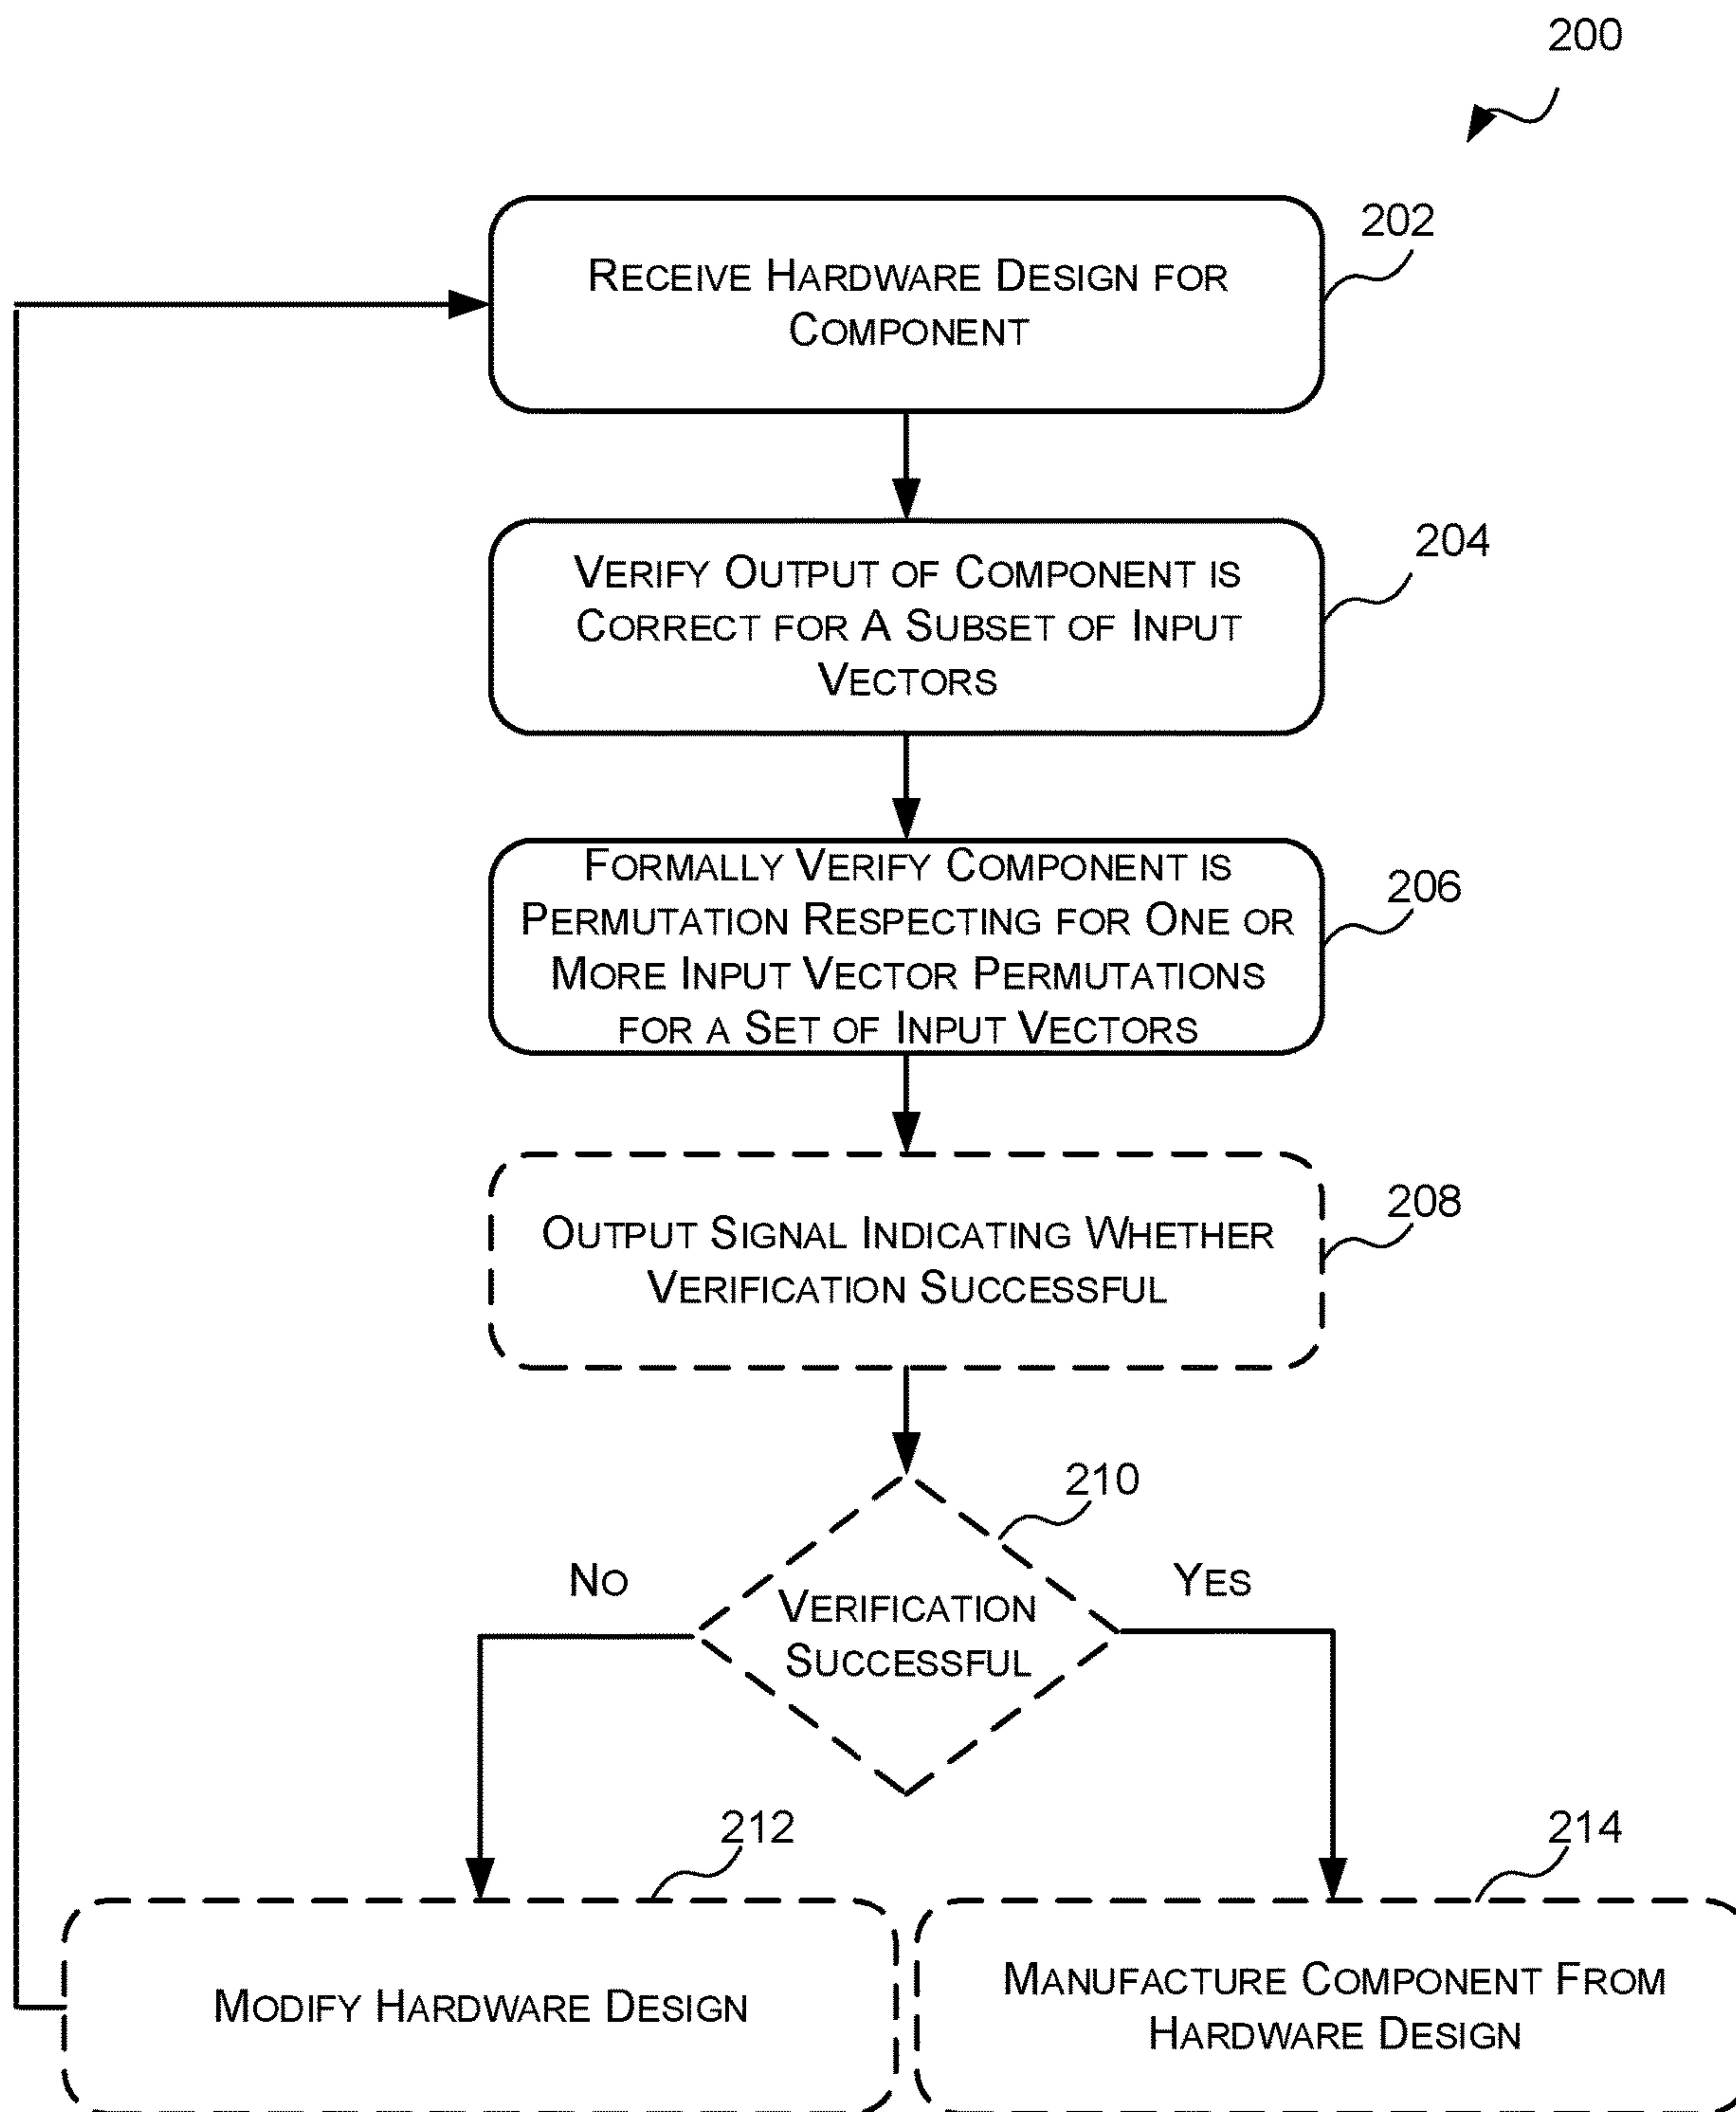 200
202
RECEIVE HARDWARE DESIGN FOR
COMPONENT
204
VERIFY OUTPUT OF COMPONENT IS
CORRECT FOR A SUBSET OF INPUT
VECTORS
206
FORMALLY VERIFY COMPONENT IS
PERMUTATION RESPECTING FOR ONE OR
MORE INPUT VECTOR PERMUTATIONS
FOR A SET OF INPUT VECTORS
208
OUTPUT SIGNAL INDICATING WHETHER
VERIFICATION SUCCESSFUL
210
NO
YES
VERIFICATION
SUCCESSFUL
212
214
MODIFY HARDWARE DESIGN
MANUFACTURE COMPONENT FROM
HARDWARE DESIGN